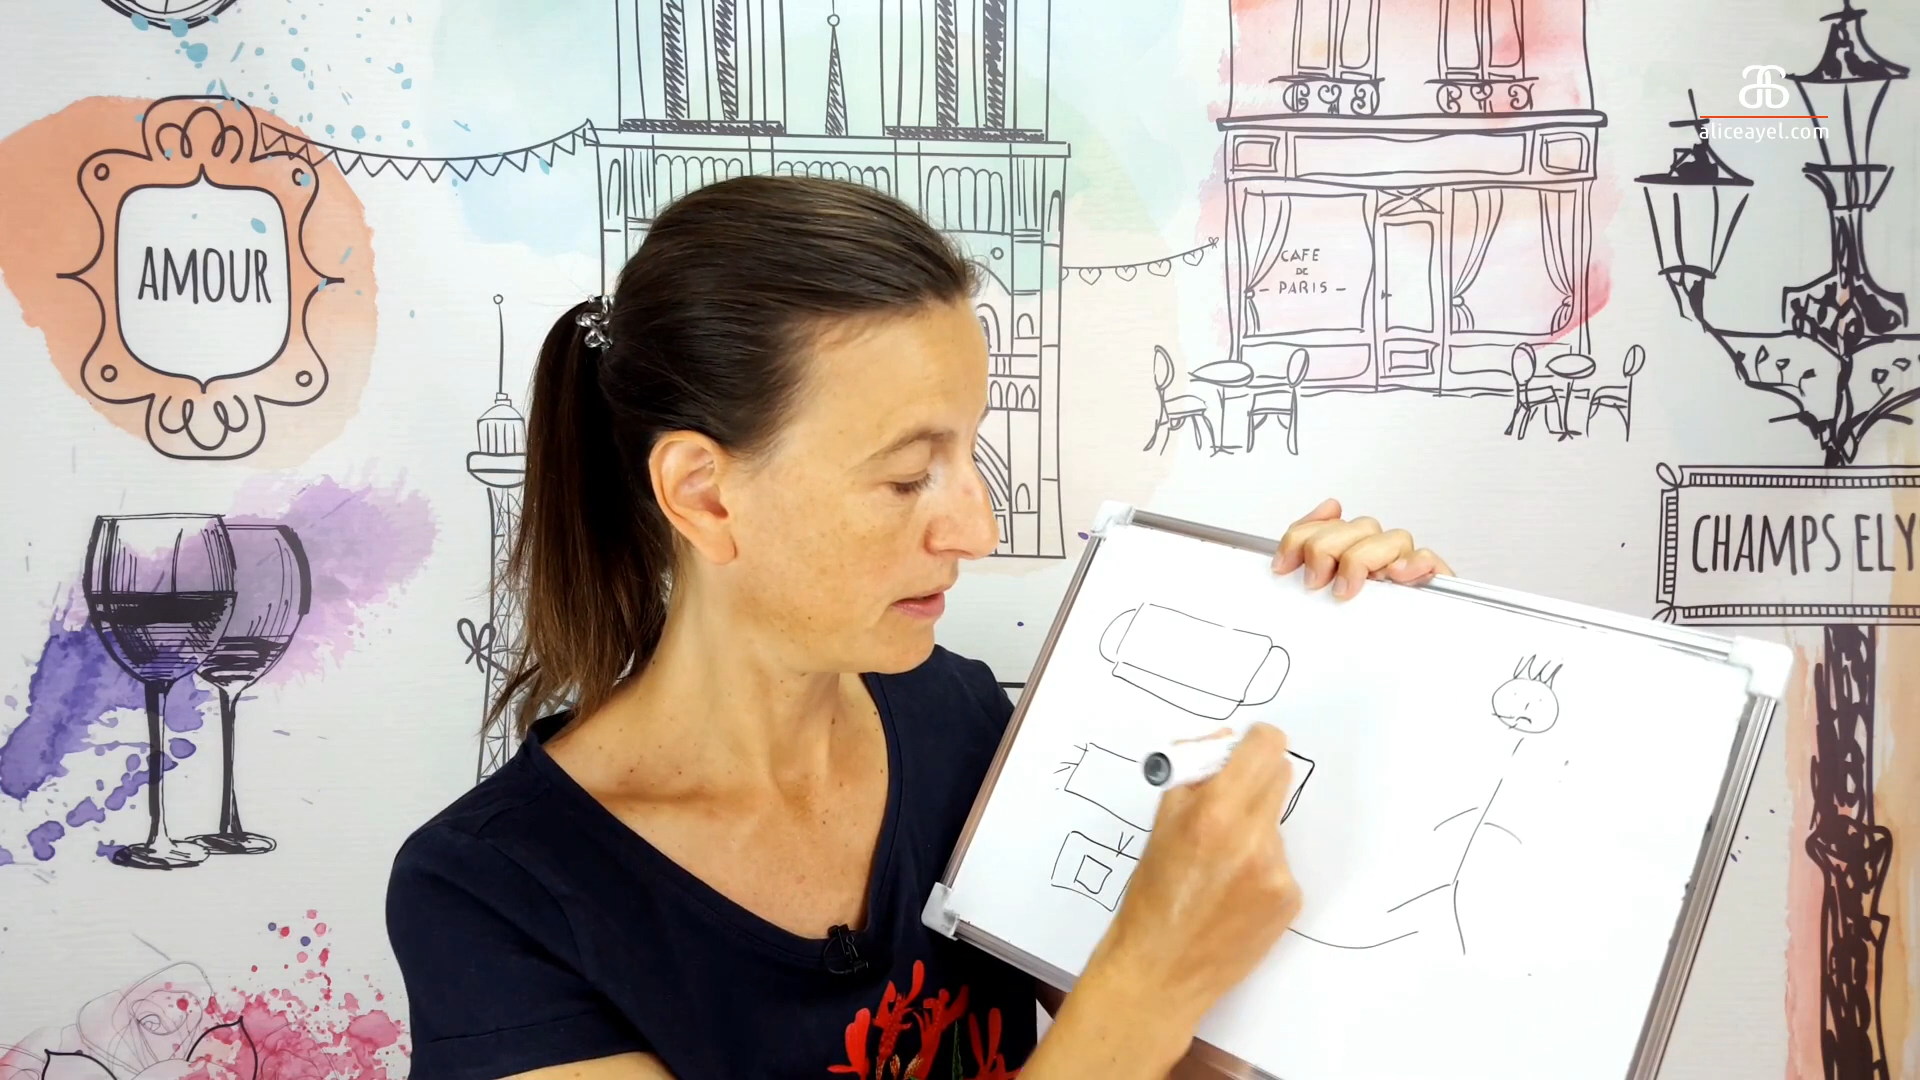 aliceayel.com
AMOUR
CAFE
DE
- PARIS -
CHAMPS ELY